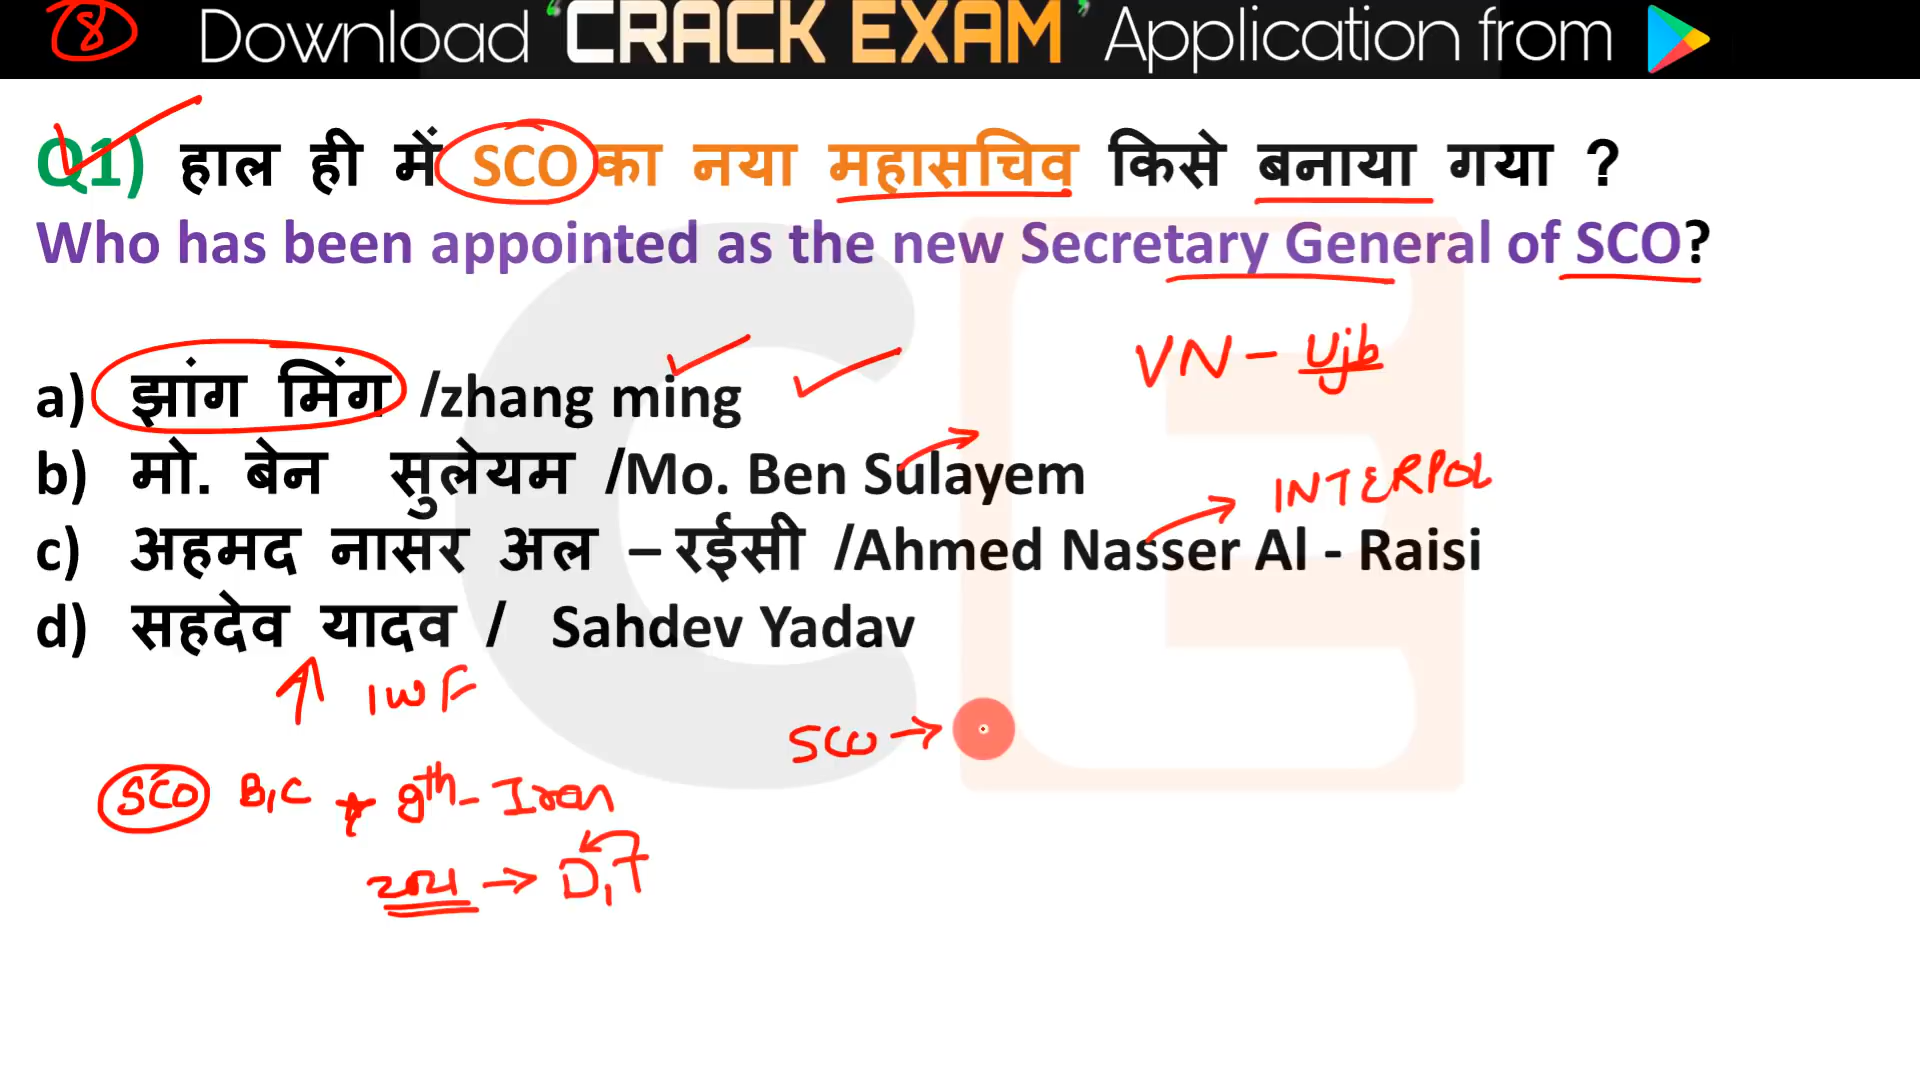 8 Download 'CRACK EXAM' Application from
Q1) हाल ही में SCO का नया महासचिव किसे बनाया गया ?
Who has been appointed as the new Secretary General of SCO?
VN - Ujb
a) झांग मिंग /zhang ming
b) मो. बेन सुलेयम /Mo. Ben Sulayem
INTERPOL
c) अहमद नासर अल – रईसी /Ahmed Nasser Al - Raisi
d) सहदेव यादव / Sahdev Yadav
IWF
SCO →
SCO B,C 9th - Iran
2021 → D,T